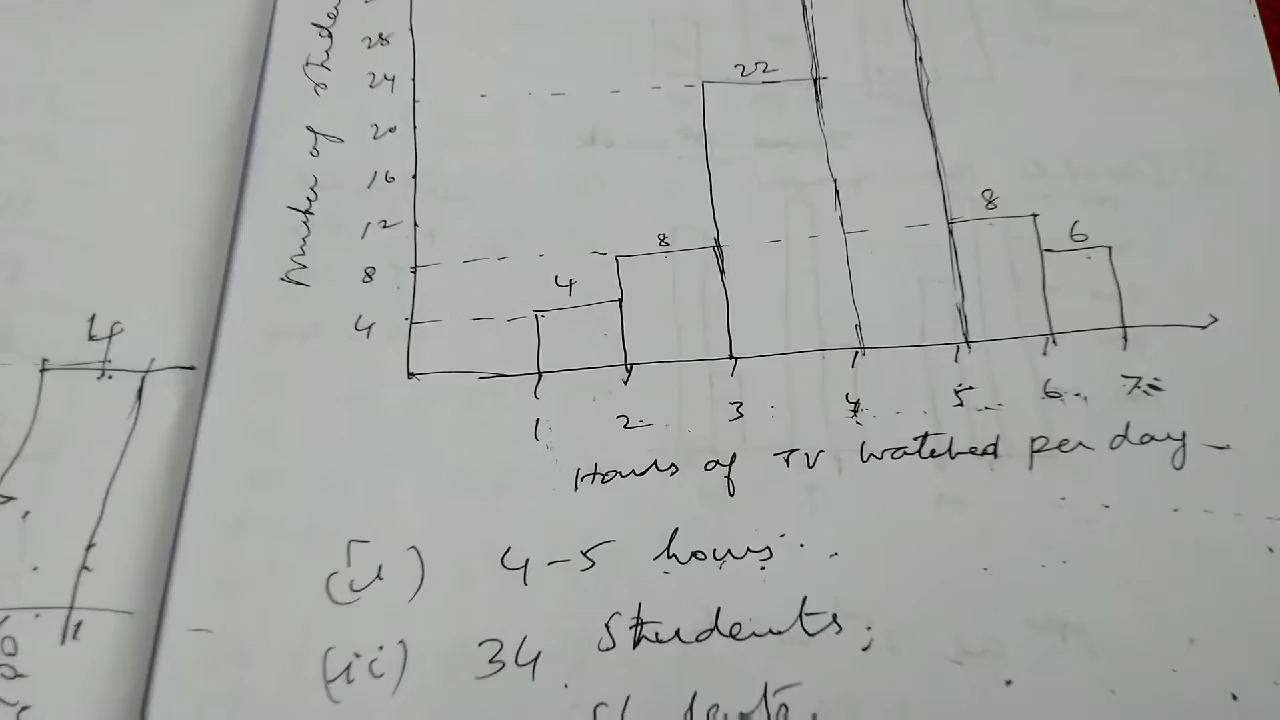 Number of
28
24
20
16
12
8
4
22
4
8
8
6
1 2 3 4 5 6 7
Hours of TV watched per day
4-5 hours
(ii) 34 Students;
4